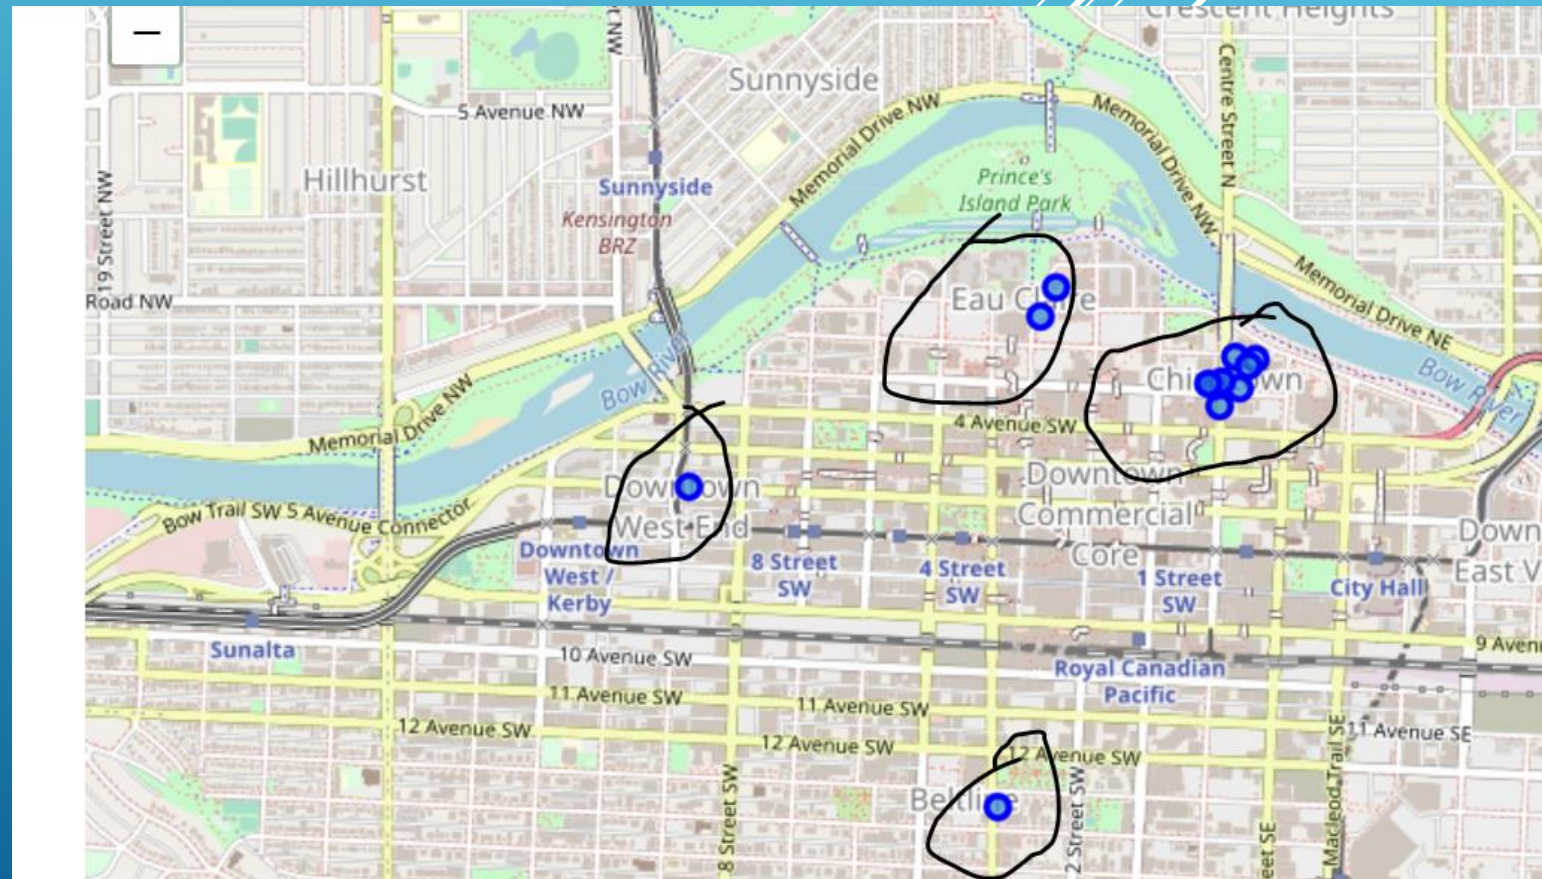 Crescent Heights
NW
Centre Street N
Sunnyside
5 Avenue NW
Memorial Drive NW
Memorial Drive NW
19 Street NW
Hillhurst
Sunnyside
Kensington
BRZ
Prince's
Island Park
Road NW
Eau Claire
Memorial Drive NE
Bow River
Chinatown
Bow River
Memorial Drive NW
4 Avenue SW
Downtown
West End
Downtown
Commercial
Core
Bow Trail SW 5 Avenue Connector
Down
East V
Downtown
West /
Kerby
8 Street
SW
4 Street
SW
1 Street
SW
City Hall
Sunalta
10 Avenue SW
Royal Canadian
Pacific
9 Aven
11 Avenue SW
11 Avenue SW
11 Avenue SE
12 Avenue SW
12 Avenue SW
12 Avenue SW
Beltline
8 Street SW
2 Street SW
eet SE
Macleod Trail SE